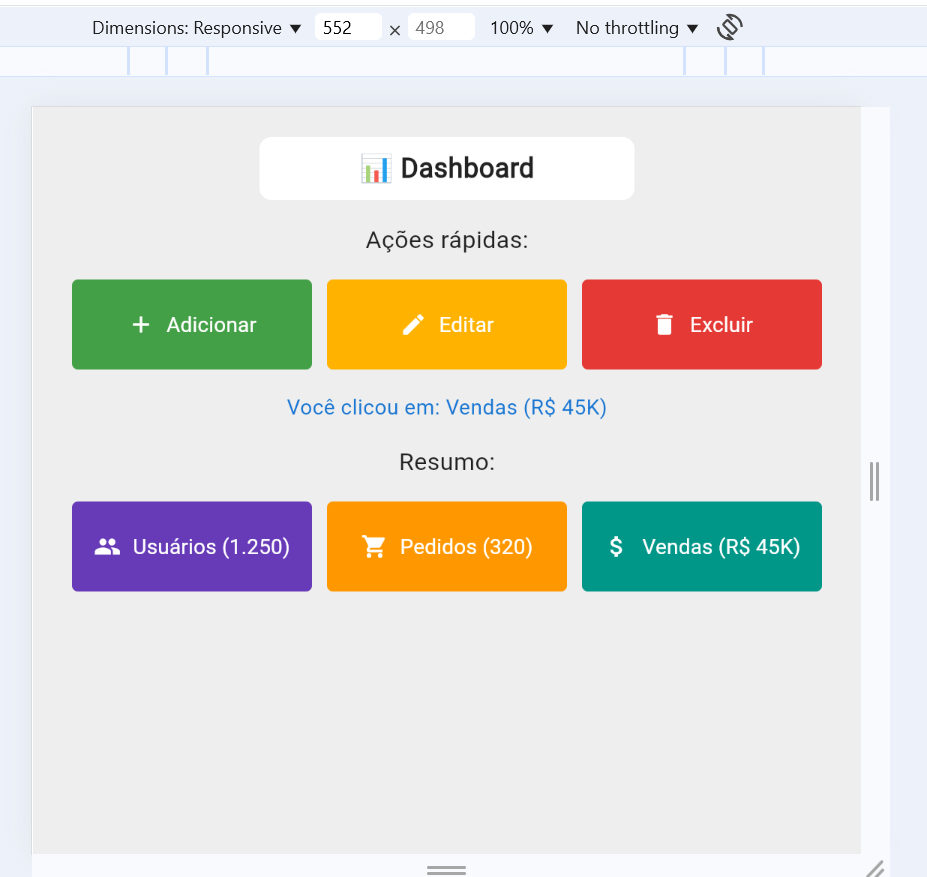 Dimensions: Responsive ▼ 552 × 498 100% ▼ No throttling ▼
📊 Dashboard
Ações rápidas:
+ Adicionar Editar Excluir
Você clicou em: Vendas (R$ 45K)
Resumo:
Usuários (1.250) Pedidos (320) $ Vendas (R$ 45K)